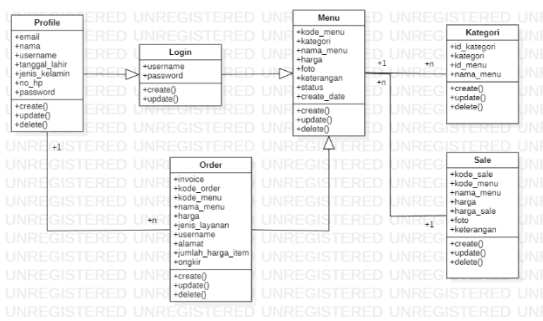 Profile
+email
+nama
+username
+tanggal_lahir
+jenis_kelamin
+no_hp
+password
+create()
+update()
+delete()
Login
+username
+password
+create()
+update()
Menu
+kode_menu
+kategori
+nama_menu
+harga
+foto
+keterangan
+status
+create_date
+create()
+update()
+delete()
Kategori
+id_kategori
+kategori
+id_menu
+nama_menu
+create()
+update()
+delete()
+1
+n
+n
+1
Order
+invoice
+kode_order
+kode_menu
+nama_menu
+harga
+jenis_layanan
+username
+alamat
+jumlah_harga_item
+ongkir
+create()
+update()
+delete()
+1
+n
Sale
+kode_sale
+kode_menu
+nama_menu
+harga
+harga_sale
+foto
+keterangan
+create()
+update()
+delete()
UNREGISTERED UNREGISTERED UNREGISTERED UNREGISTERED